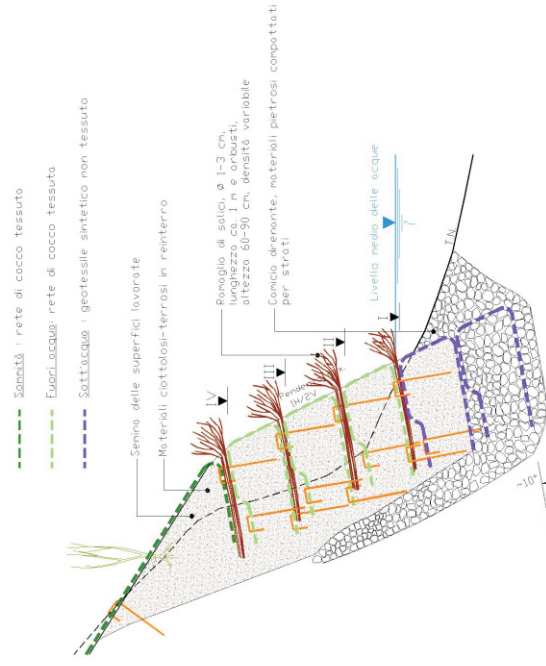 Sommità : rete di cocco tessuta
Fuori acqua: rete di cocco tessuta
Sott'acqua : geotessile sintetico non tessuto
Semina delle superfici lavorate
Materiali ciottolosi-terrosi in reinterro
IV
III
Ramaglia di salici, ø 1-3 cm,
lunghezza ca. 1 m e arbusti,
altezza 60-90 cm, densità variabile
II
Camicia drenante, materiali pietrosi compattati
per strati
1H/2V
I
Livello medio delle acque
T.N.
~10°